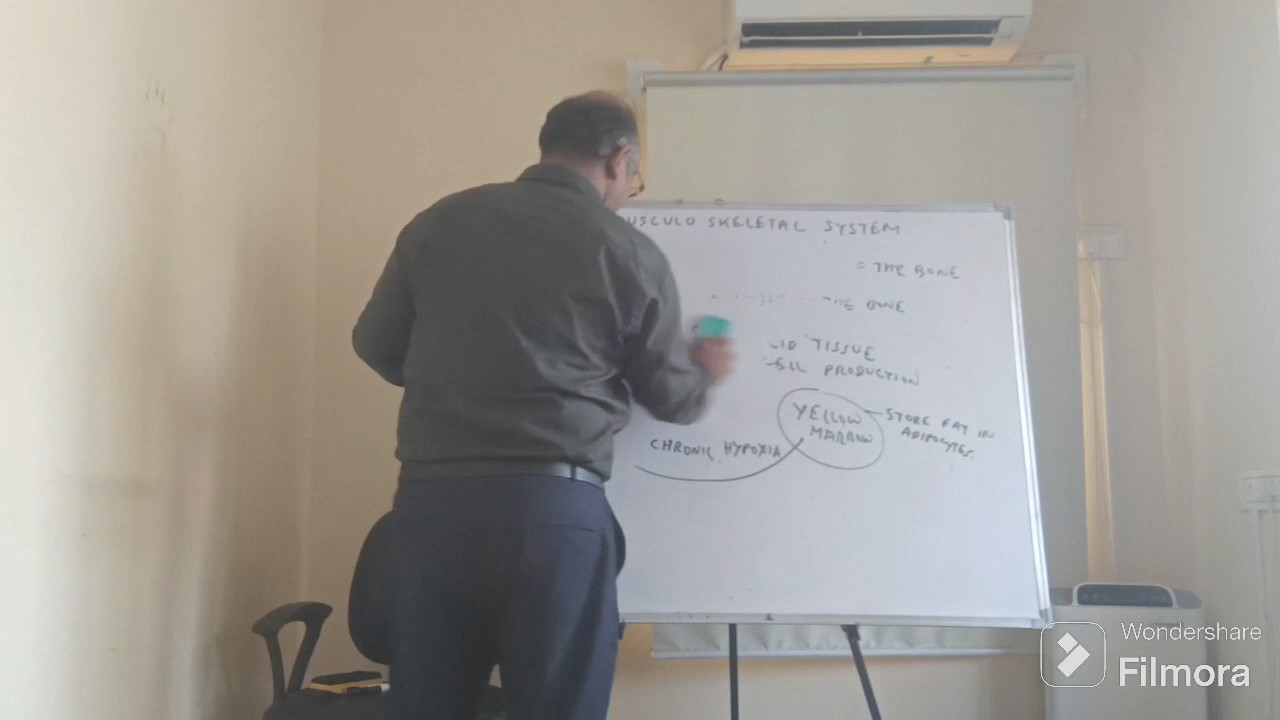 USCULO SKELETAL SYSTEM
= THE BONE
THE BONE
TISSUE
PRODUCTION
YELLOW
MARROW
STORE FAT IN
ADIPOCYTES.
CHRONIC HYPOXIA
Wondershare
Filmora